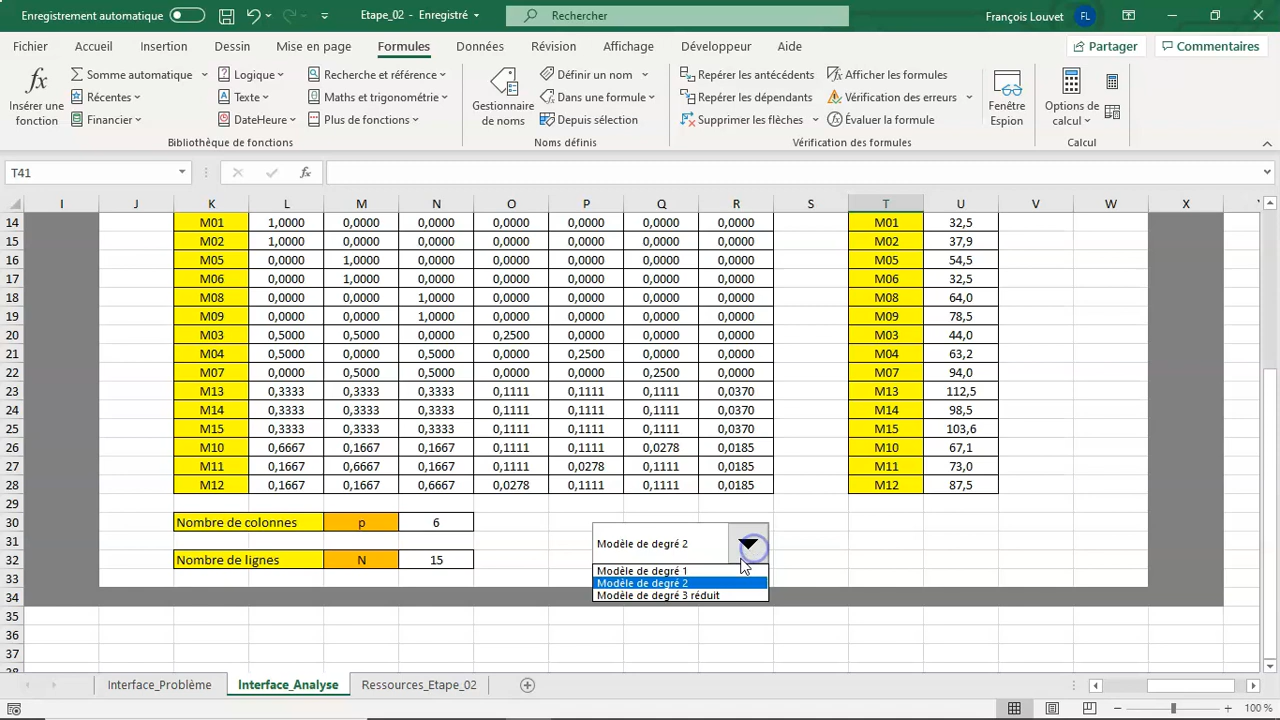 Enregistrement automatique Etape_02 - Enregistré Rechercher François Louvet FL
Fichier Accueil Insertion Dessin Mise en page Formules Données Révision Affichage Développeur Aide Partager Commentaires
fx Insérer une fonction
Somme automatique
Récentes
Financier
Logique
Texte
DateHeure
Recherche et référence
Maths et trigonométrie
Plus de fonctions
Bibliothèque de fonctions
Gestionnaire de noms
Définir un nom
Dans une formule
Depuis sélection
Noms définis
Repérer les antécédents
Repérer les dépendants
Supprimer les flèches
Afficher les formules
Vérification des erreurs
Évaluer la formule
Vérification des formules
Fenêtre Espion
Options de calcul
Calcul
T41 fx
I J K L M N O P Q R S T U V W X
14 M01 1,0000 0,0000 0,0000 0,0000 0,0000 0,0000 0,0000 M01 32,5
15 M02 1,0000 0,0000 0,0000 0,0000 0,0000 0,0000 0,0000 M02 37,9
16 M05 0,0000 1,0000 0,0000 0,0000 0,0000 0,0000 0,0000 M05 54,5
17 M06 0,0000 1,0000 0,0000 0,0000 0,0000 0,0000 0,0000 M06 32,5
18 M08 0,0000 0,0000 1,0000 0,0000 0,0000 0,0000 0,0000 M08 64,0
19 M09 0,0000 0,0000 1,0000 0,0000 0,0000 0,0000 0,0000 M09 78,5
20 M03 0,5000 0,5000 0,0000 0,2500 0,0000 0,0000 0,0000 M03 44,0
21 M04 0,5000 0,0000 0,5000 0,0000 0,2500 0,0000 0,0000 M04 63,2
22 M07 0,0000 0,5000 0,5000 0,0000 0,0000 0,2500 0,0000 M07 94,0
23 M13 0,3333 0,3333 0,3333 0,1111 0,1111 0,1111 0,0370 M13 112,5
24 M14 0,3333 0,3333 0,3333 0,1111 0,1111 0,1111 0,0370 M14 98,5
25 M15 0,3333 0,3333 0,3333 0,1111 0,1111 0,1111 0,0370 M15 103,6
26 M10 0,6667 0,1667 0,1667 0,1111 0,1111 0,0278 0,0185 M10 67,1
27 M11 0,1667 0,6667 0,1667 0,1111 0,0278 0,1111 0,0185 M11 73,0
28 M12 0,1667 0,1667 0,6667 0,0278 0,1111 0,1111 0,0185 M12 87,5
29
30 Nombre de colonnes p 6
31 Modèle de degré 2
32 Nombre de lignes N 15
Modèle de degré 1
33 Modèle de degré 2
34 Modèle de degré 3 réduit
35
36
37
38
Interface_Problème Interface_Analyse Ressources_Etape_02
100 %